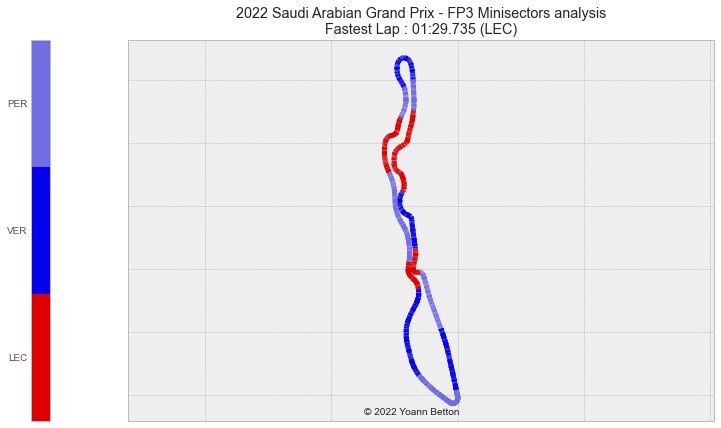 2022 Saudi Arabian Grand Prix - FP3 Minisectors analysis
Fastest Lap : 01:29.735 (LEC)
PER
VER
LEC
© 2022 Yoann Betton